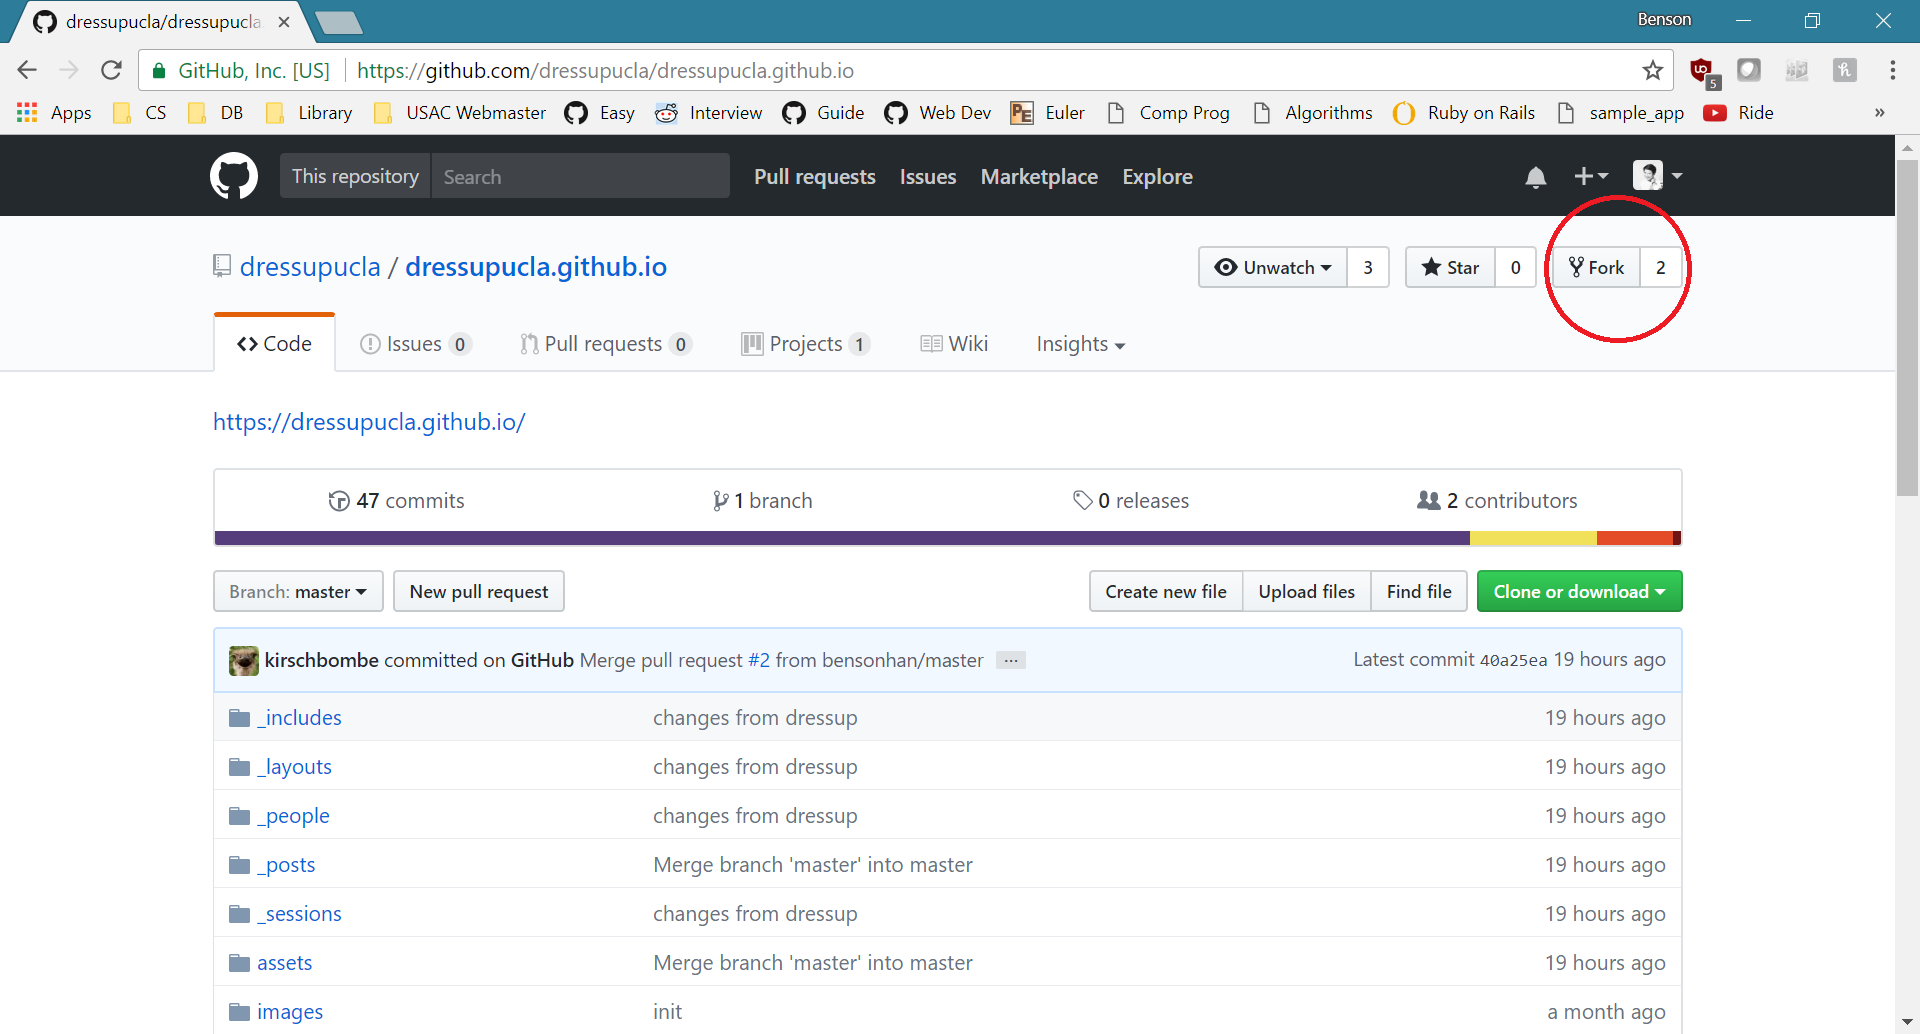 dressupucla/dressupucla
Benson
GitHub, Inc. [US] https://github.com/dressupucla/dressupucla.github.io
5
Apps CS DB Library USAC Webmaster Easy Interview Guide Web Dev PE Euler Comp Prog Algorithms Ruby on Rails sample_app Ride »
This repository Search Pull requests Issues Marketplace Explore
dressupucla / dressupucla.github.io Unwatch 3 Star 0 Fork 2
Code Issues 0 Pull requests 0 Projects 1 Wiki Insights
https://dressupucla.github.io/
47 commits 1 branch 0 releases 2 contributors
Branch: master New pull request Create new file Upload files Find file Clone or download
kirschbombe committed on GitHub Merge pull request #2 from bensonhan/master ... Latest commit 40a25ea 19 hours ago
_includes changes from dressup 19 hours ago
_layouts changes from dressup 19 hours ago
_people changes from dressup 19 hours ago
_posts Merge branch 'master' into master 19 hours ago
_sessions changes from dressup 19 hours ago
assets Merge branch 'master' into master 19 hours ago
images init a month ago